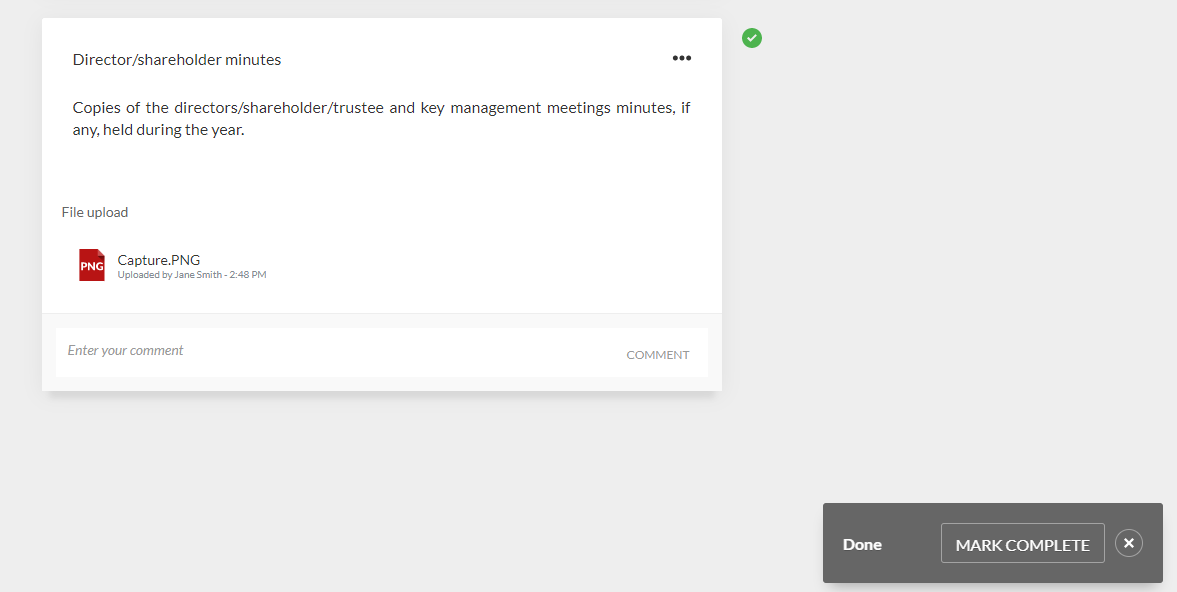 Director/shareholder minutes
Copies of the directors/shareholder/trustee and key management meetings minutes, if
any, held during the year.
File upload
PNG
Capture.PNG
Uploaded by Jane Smith - 2:48 PM
Enter your comment
COMMENT
Done
MARK COMPLETE